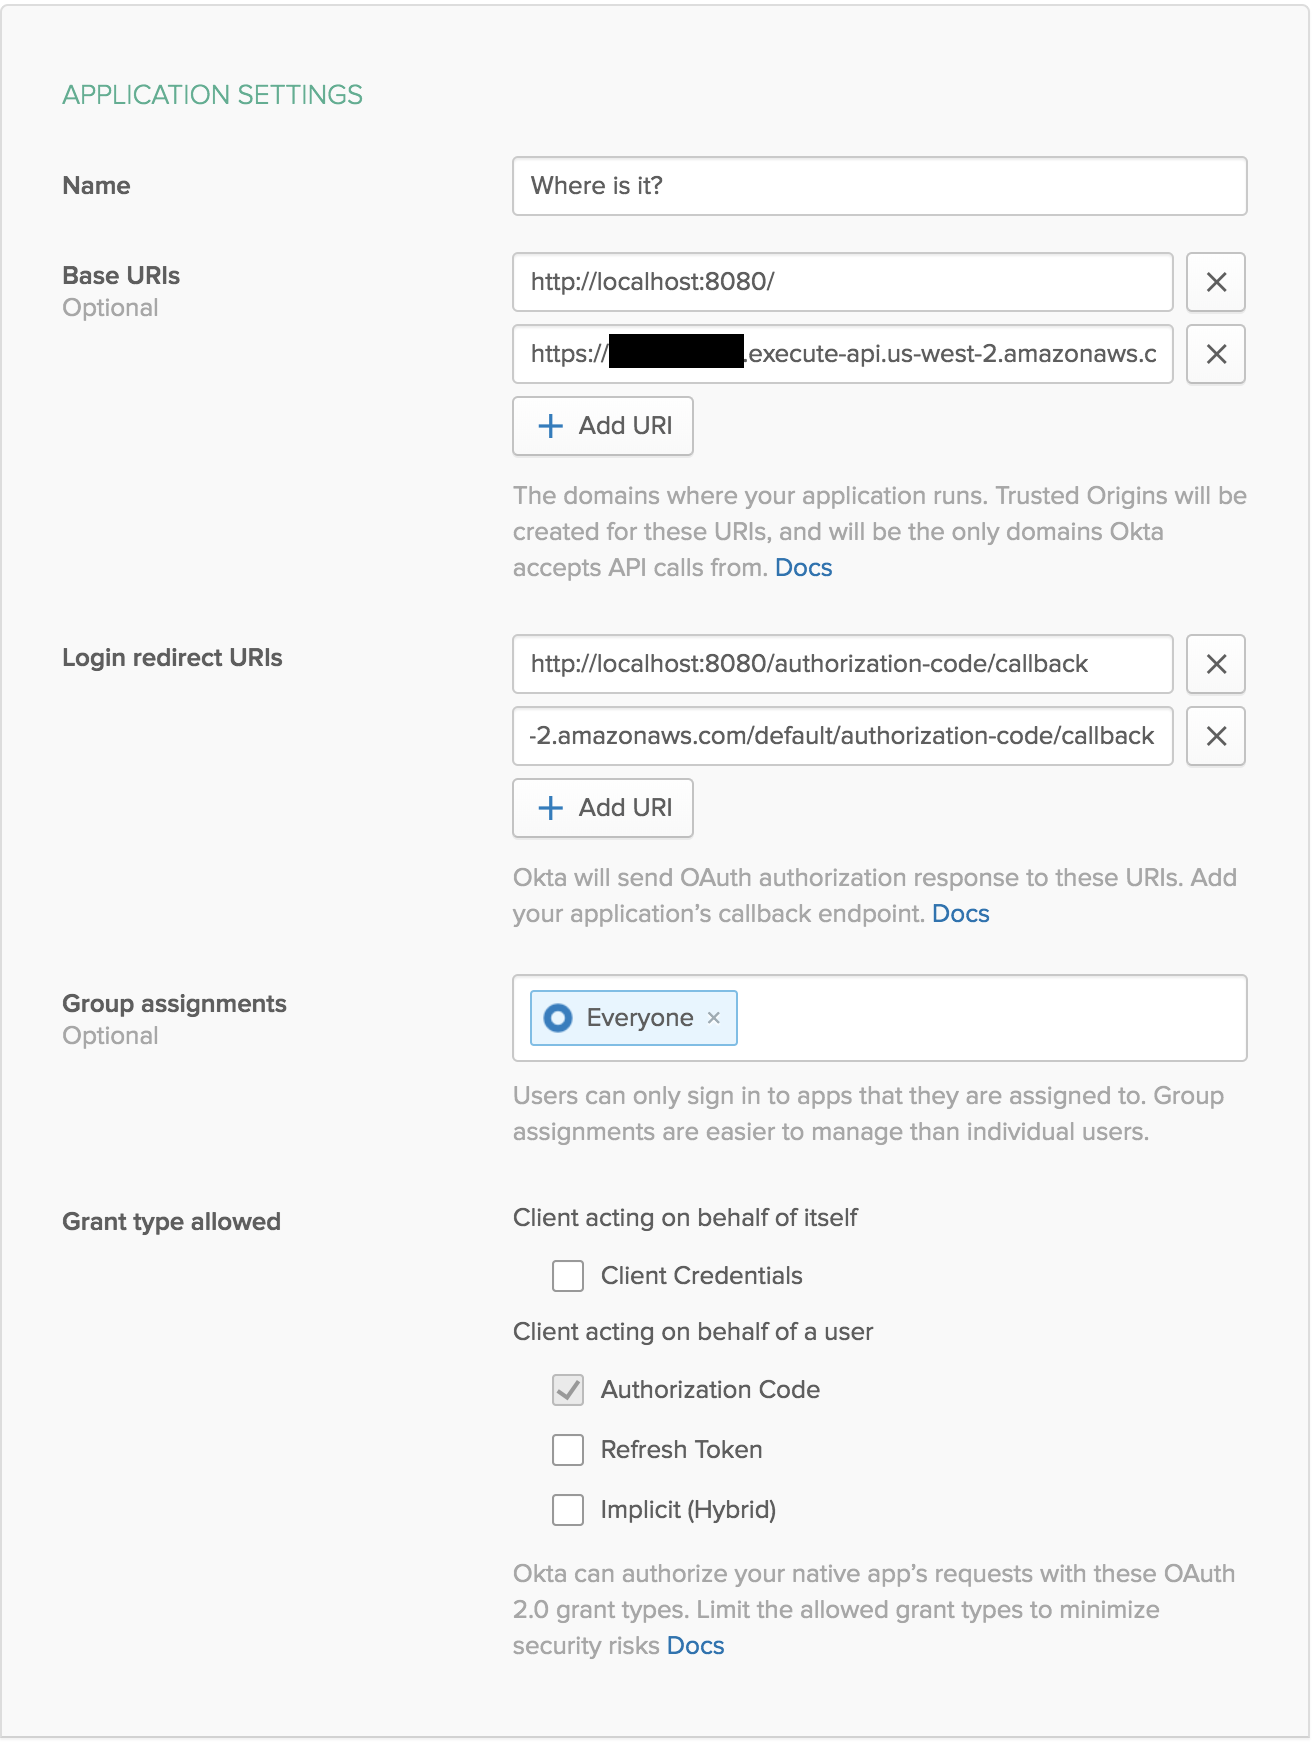 APPLICATION SETTINGS
Name
Where is it?
Base URIs
Optional
http://localhost:8080/
https://
.execute-api.us-west-2.amazonaws.c
Add URI
The domains where your application runs. Trusted Origins will be
created for these URIs, and will be the only domains Okta
accepts API calls from. Docs
Login redirect URIs
http://localhost:8080/authorization-code/callback
-2.amazonaws.com/default/authorization-code/callback
Add URI
Okta will send OAuth authorization response to these URIs. Add
your application’s callback endpoint. Docs
Group assignments
Optional
Everyone
Users can only sign in to apps that they are assigned to. Group
assignments are easier to manage than individual users.
Grant type allowed
Client acting on behalf of itself
Client Credentials
Client acting on behalf of a user
Authorization Code
Refresh Token
Implicit (Hybrid)
Okta can authorize your native app’s requests with these OAuth
2.0 grant types. Limit the allowed grant types to minimize
security risks Docs